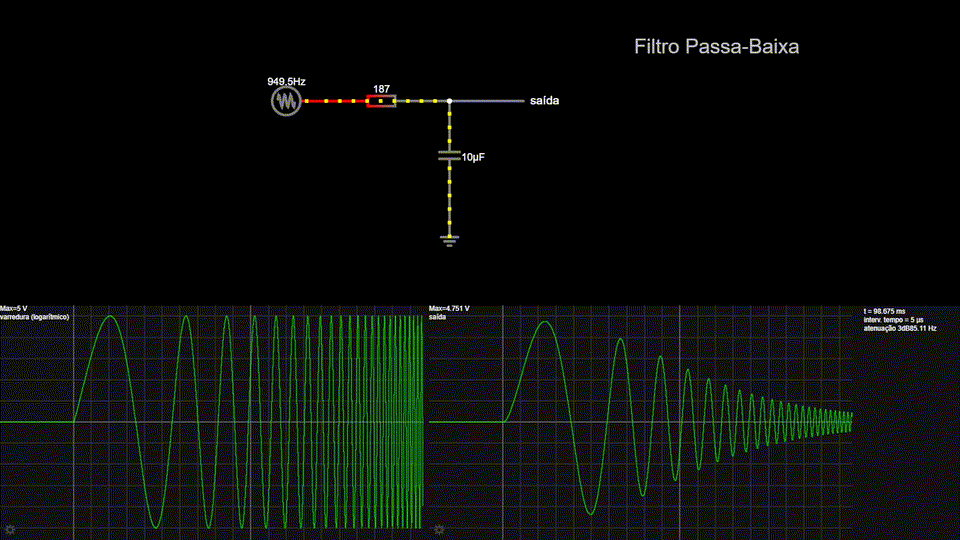 Filtro Passa-Baixa
949.5Hz
187
saída
10µF
Max=5 V
varredura (logarítmico)
Max=4.751 V
saída
t = 98.675 ms
interv. tempo = 5 µs
atenuação 3dB85.11 Hz